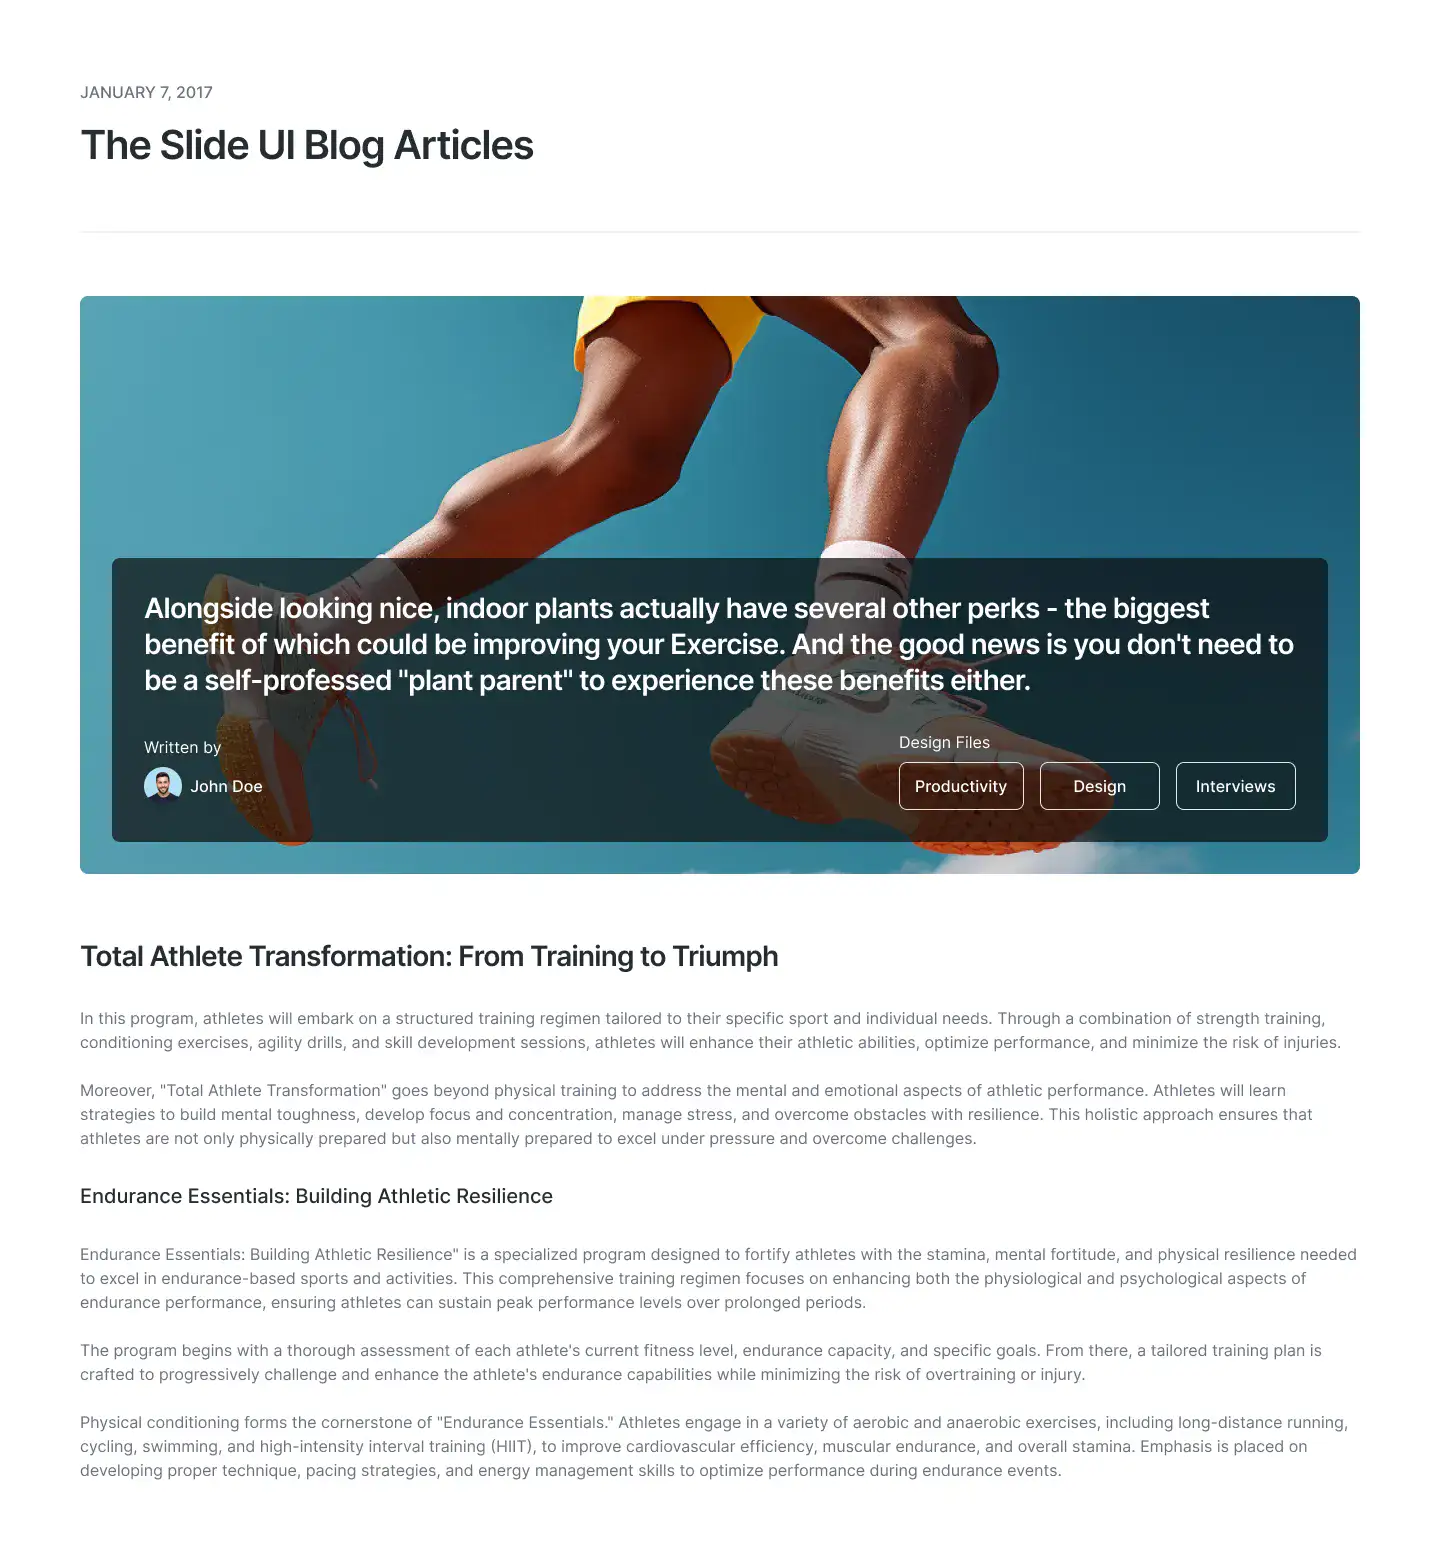 JANUARY 7, 2017
The Slide UI Blog Articles
Alongside looking nice, indoor plants actually have several other perks - the biggest
benefit of which could be improving your Exercise. And the good news is you don't need to
be a self-professed "plant parent" to experience these benefits either.
Written by
John Doe
Design Files
Productivity
Design
Interviews
Total Athlete Transformation: From Training to Triumph
In this program, athletes will embark on a structured training regimen tailored to their specific sport and individual needs. Through a combination of strength training,
conditioning exercises, agility drills, and skill development sessions, athletes will enhance their athletic abilities, optimize performance, and minimize the risk of injuries.
Moreover, "Total Athlete Transformation" goes beyond physical training to address the mental and emotional aspects of athletic performance. Athletes will learn
strategies to build mental toughness, develop focus and concentration, manage stress, and overcome obstacles with resilience. This holistic approach ensures that
athletes are not only physically prepared but also mentally prepared to excel under pressure and overcome challenges.
Endurance Essentials: Building Athletic Resilience
Endurance Essentials: Building Athletic Resilience" is a specialized program designed to fortify athletes with the stamina, mental fortitude, and physical resilience needed
to excel in endurance-based sports and activities. This comprehensive training regimen focuses on enhancing both the physiological and psychological aspects of
endurance performance, ensuring athletes can sustain peak performance levels over prolonged periods.
The program begins with a thorough assessment of each athlete's current fitness level, endurance capacity, and specific goals. From there, a tailored training plan is
crafted to progressively challenge and enhance the athlete's endurance capabilities while minimizing the risk of overtraining or injury.
Physical conditioning forms the cornerstone of "Endurance Essentials." Athletes engage in a variety of aerobic and anaerobic exercises, including long-distance running,
cycling, swimming, and high-intensity interval training (HIIT), to improve cardiovascular efficiency, muscular endurance, and overall stamina. Emphasis is placed on
developing proper technique, pacing strategies, and energy management skills to optimize performance during endurance events.